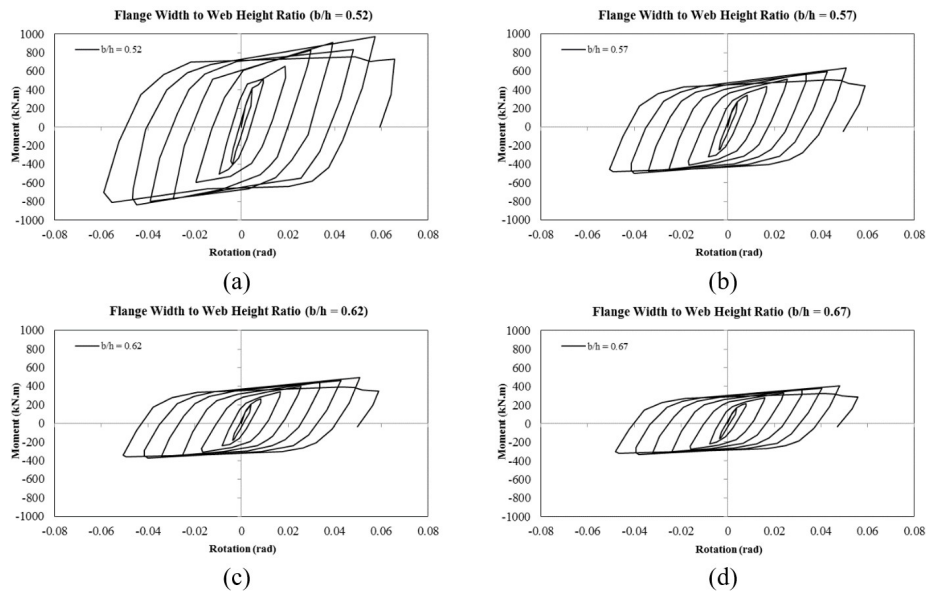 Flange Width to Web Height Ratio (b/h = 0.52)
b/h = 0.52
Moment (kN.m)
1000
800
600
400
200
0
-200
-400
-600
-800
-1000
-0.08 -0.06 -0.04 -0.02 0 0.02 0.04 0.06 0.08
Rotation (rad)
(a)
Flange Width to Web Height Ratio (b/h = 0.57)
b/h = 0.57
Moment (kN.m)
1000
800
600
400
200
0
-200
-400
-600
-800
-1000
-0.08 -0.06 -0.04 -0.02 0 0.02 0.04 0.06 0.08
Rotation (rad)
(b)
Flange Width to Web Height Ratio (b/h = 0.62)
b/h = 0.62
Moment (kN.m)
1000
800
600
400
200
0
-200
-400
-600
-800
-1000
-0.08 -0.06 -0.04 -0.02 0 0.02 0.04 0.06 0.08
Rotation (rad)
(c)
Flange Width to Web Height Ratio (b/h = 0.67)
b/h = 0.67
Moment (kN.m)
1000
800
600
400
200
0
-200
-400
-600
-800
-1000
-0.08 -0.06 -0.04 -0.02 0 0.02 0.04 0.06 0.08
Rotation (rad)
(d)